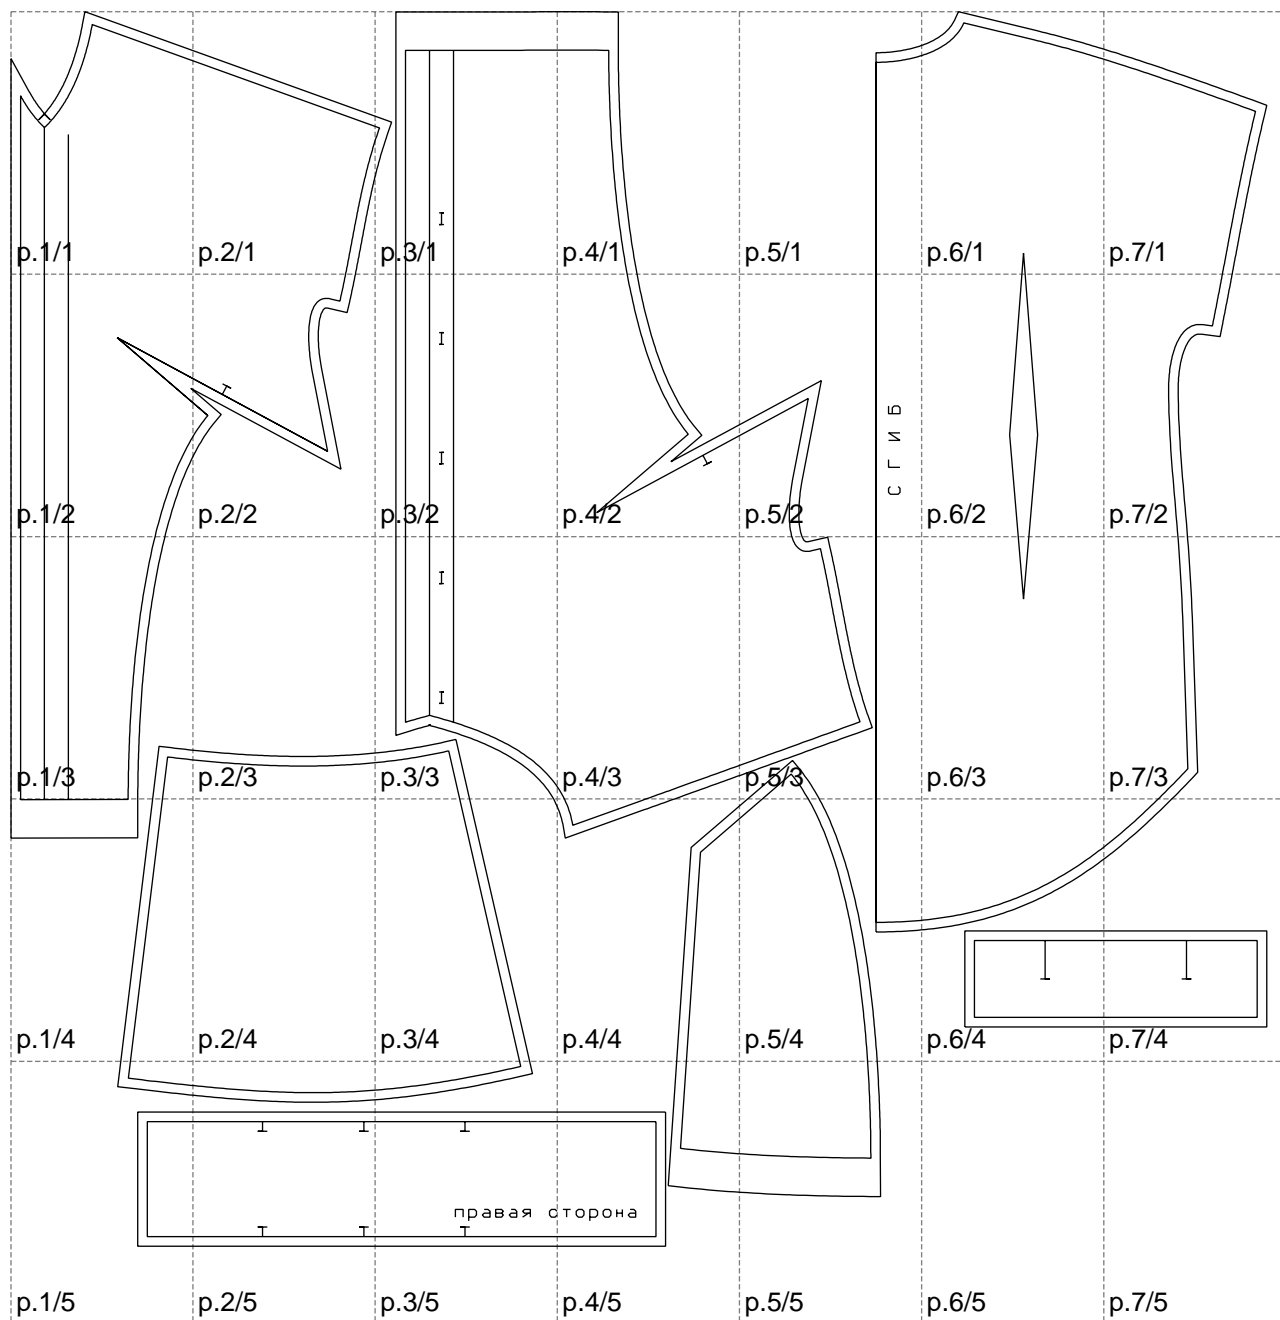 p.1/1 p.2/1 p.3/1 p.4/1 p.5/1 p.6/1 p.7/1
СГИБ
p.1/2 p.2/2 p.3/2 p.4/2 p.5/2 p.6/2 p.7/2
p.1/3 p.2/3 p.3/3 p.4/3 p.5/3 p.6/3 p.7/3
p.1/4 p.2/4 p.3/4 p.4/4 p.5/4 p.6/4 p.7/4
правая сторона
p.1/5 p.2/5 p.3/5 p.4/5 p.5/5 p.6/5 p.7/5